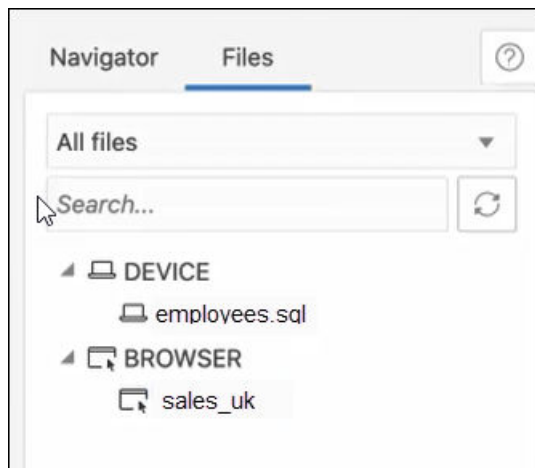 Navigator Files
All files
Search...
DEVICE
employees.sql
BROWSER
sales_uk